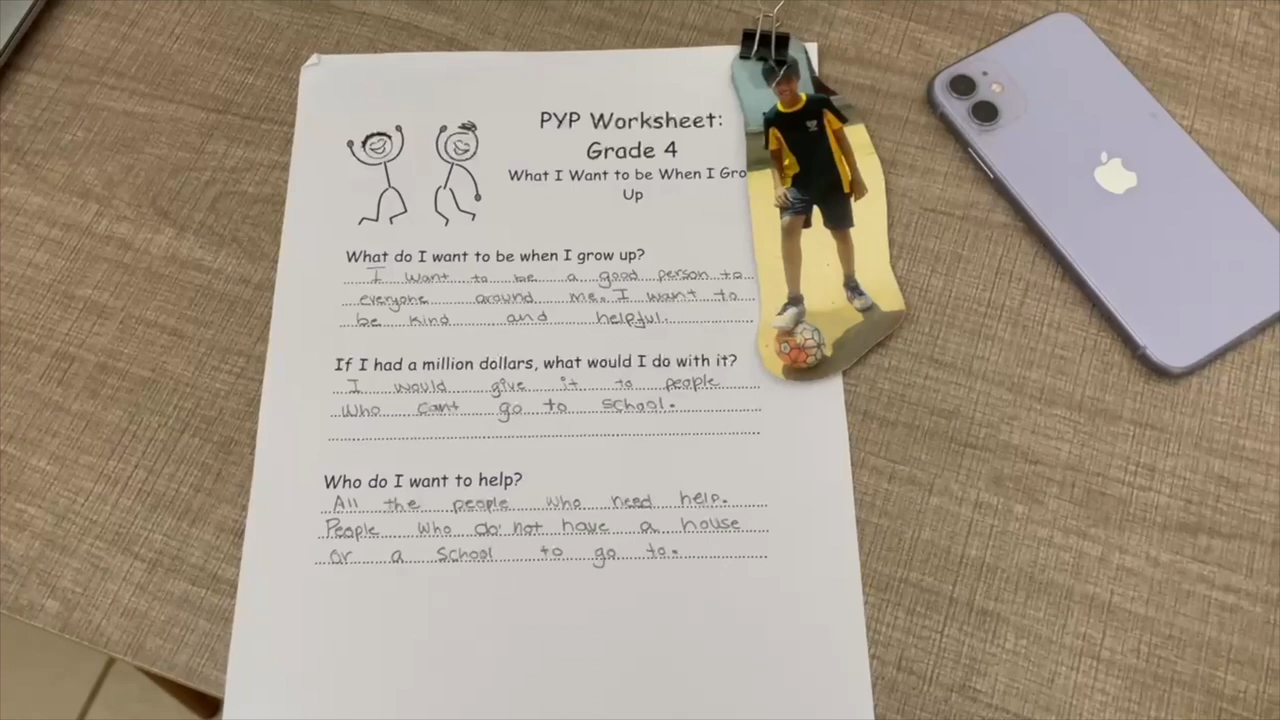 PYP Worksheet:
Grade 4
What I Want to be When I Gro
Up
What do I want to be when I grow up?
I want to be a good person to
everyone around me. I want to
be kind and helpful.
If I had a million dollars, what would I do with it?
I would give it to people
who cant go to school.
Who do I want to help?
All the people who need help.
People who do not have a house
or a school to go to.